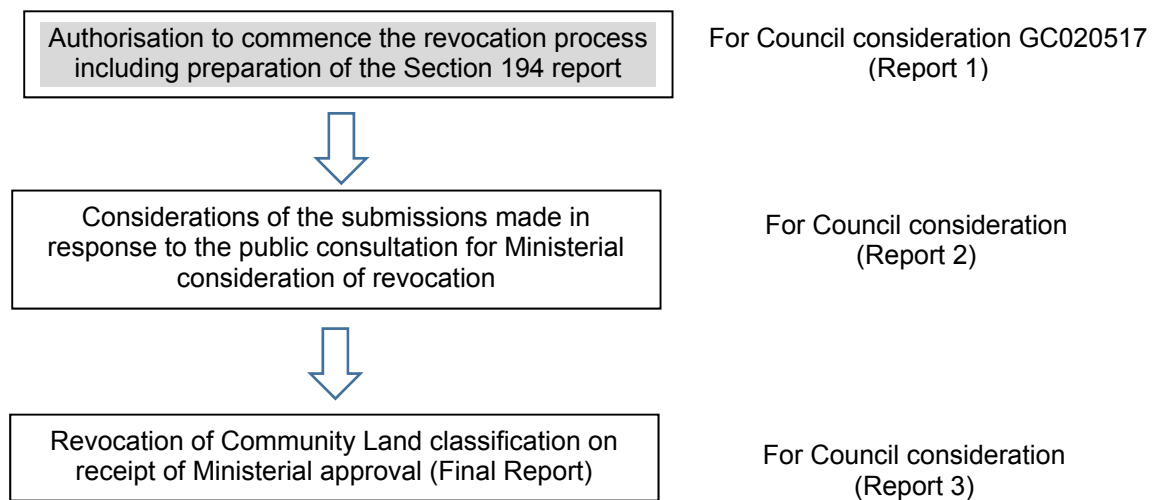 Authorisation to commence the revocation process
including preparation of the Section 194 report
For Council consideration GC020517
(Report 1)
Considerations of the submissions made in
response to the public consultation for Ministerial
consideration of revocation
For Council consideration
(Report 2)
Revocation of Community Land classification on
receipt of Ministerial approval (Final Report)
For Council consideration
(Report 3)